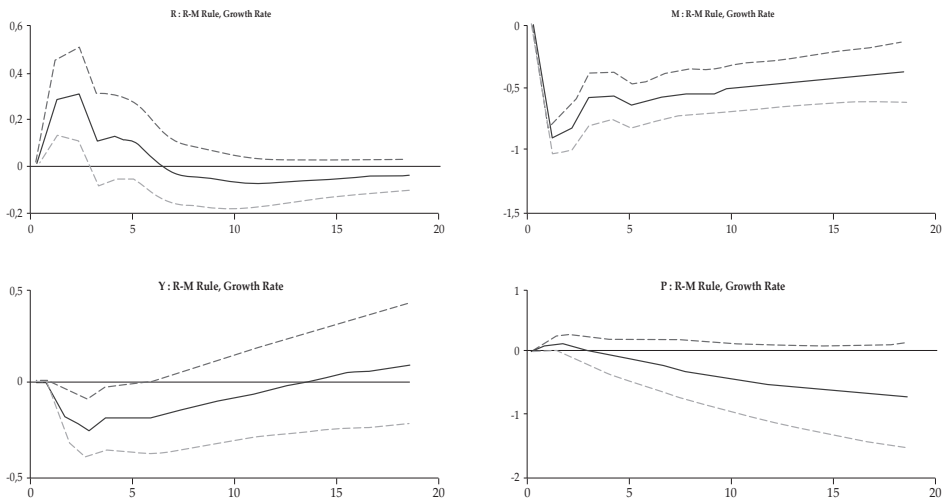 R : R-M Rule, Growth Rate
0,6
0,4
0,2
0
-0,2
0 5 10 15 20
M : R-M Rule, Growth Rate
0
-0,5
-1
-1,5
0 5 10 15 20
Y : R-M Rule, Growth Rate
0,5
0
-0,5
0 5 10 15 20
P : R-M Rule, Growth Rate
1
0
-1
-2
0 5 10 15 20